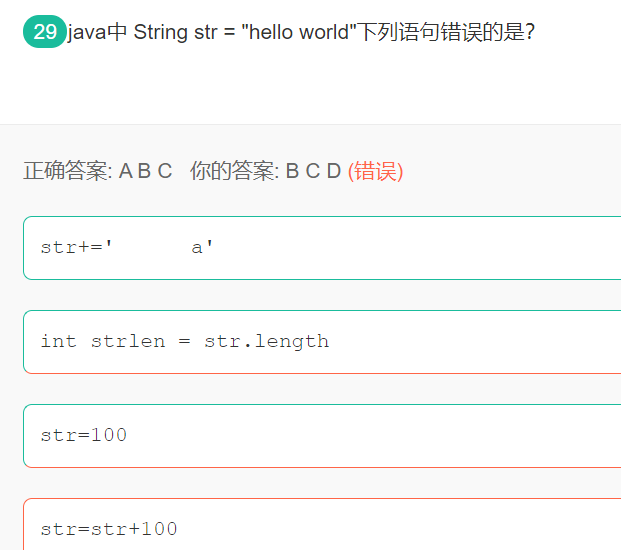 29 java中 String str = "hello world"下列语句错误的是?
正确答案: A B C 你的答案: B C D (错误)
str+='      a'
int strlen = str.length
str=100
str=str+100